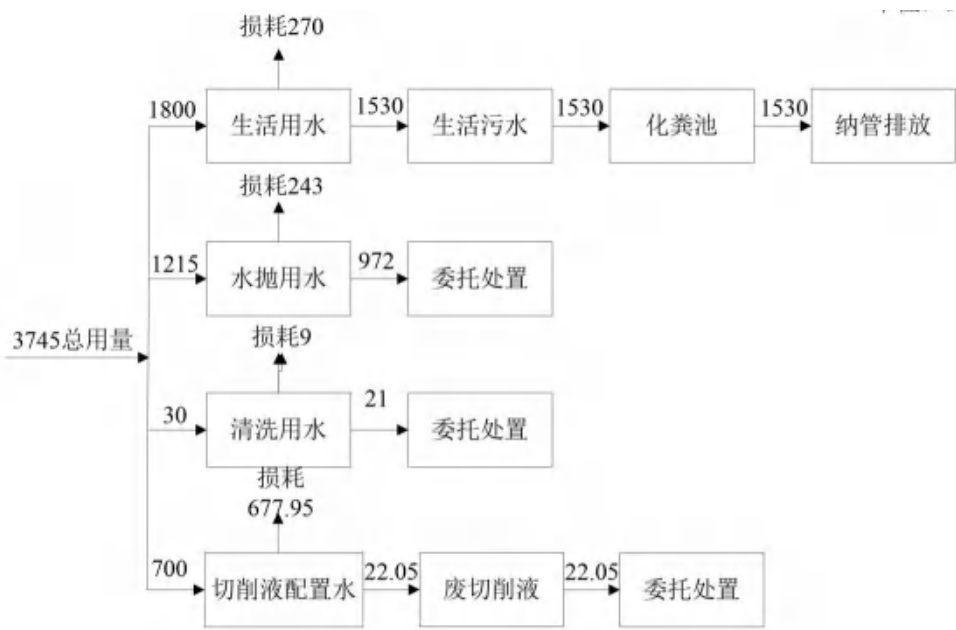 损耗270
1800
生活用水
1530
生活污水
1530
化粪池
1530
纳管排放
损耗243
1215
水抛用水
972
委托处置
3745总用量
损耗9
30
清洗用水
21
委托处置
损耗
677.95
700
切削液配置水
22.05
废切削液
22.05
委托处置